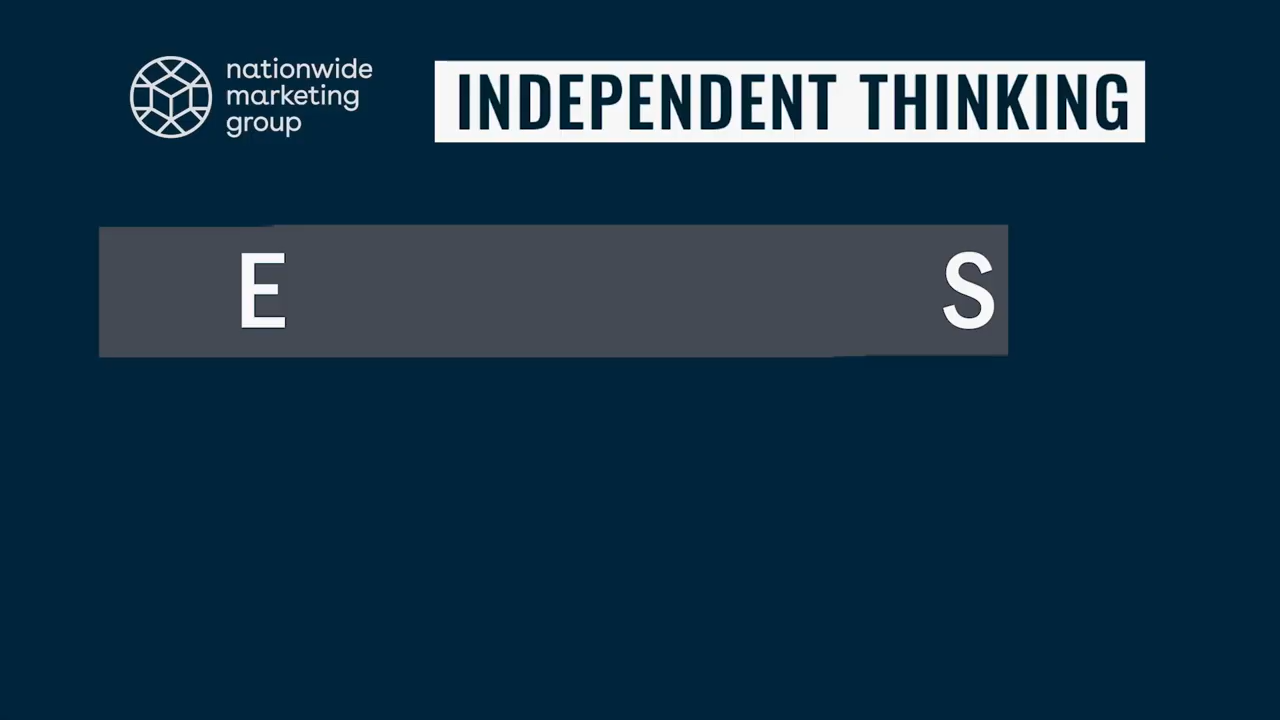 nationwide
marketing
group
INDEPENDENT THINKING
E S